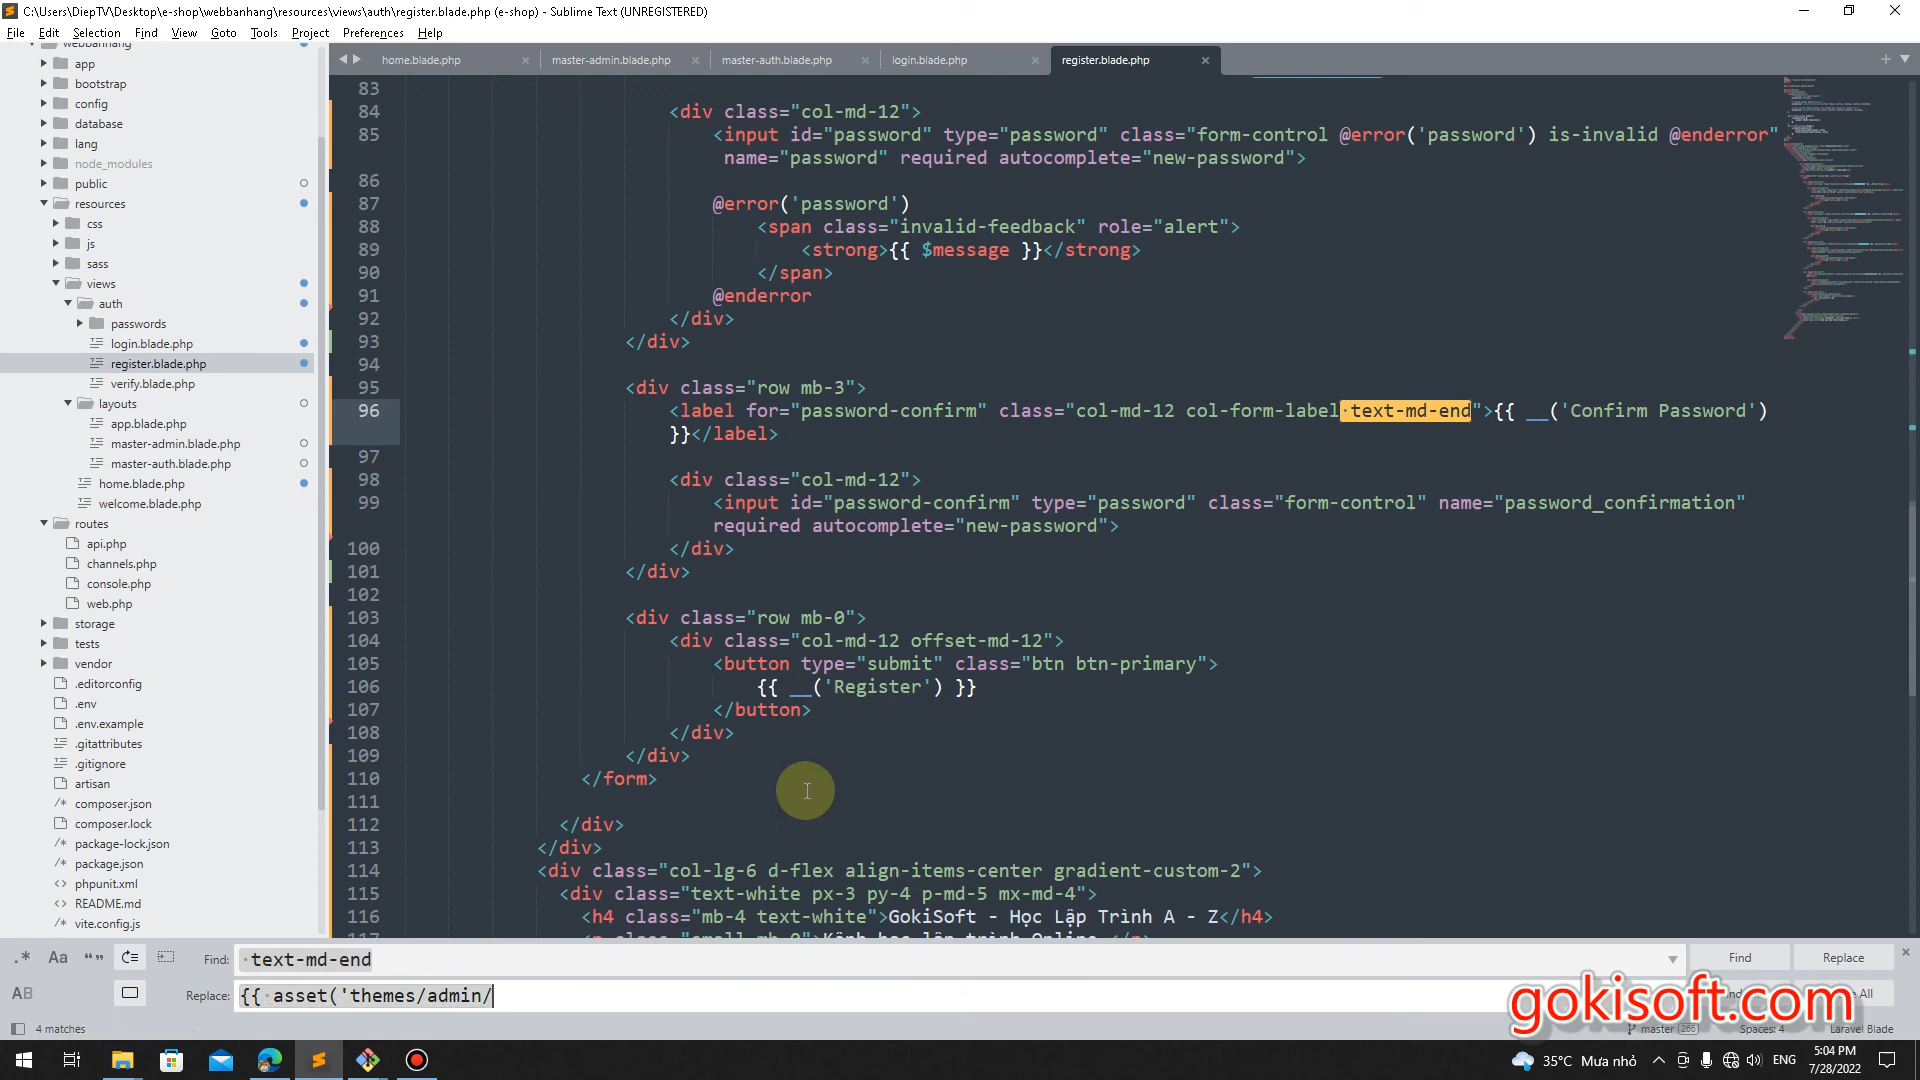 C:\Users\DiepTV\Desktop\e-shop\webbanhang\resources\views\auth\register.blade.php (e-shop) - Sublime Text (UNREGISTERED)
File Edit Selection Find View Goto Tools Project Preferences Help
webbanhang
app
bootstrap
config
database
lang
node_modules
public
resources
css
js
sass
views
auth
passwords
login.blade.php
register.blade.php
verify.blade.php
layouts
app.blade.php
master-admin.blade.php
master-auth.blade.php
home.blade.php
welcome.blade.php
routes
api.php
channels.php
console.php
web.php
storage
tests
vendor
.editorconfig
.env
.env.example
.gitattributes
.gitignore
artisan
composer.json
composer.lock
package-lock.json
package.json
phpunit.xml
README.md
vite.config.js
home.blade.php master-admin.blade.php master-auth.blade.php login.blade.php register.blade.php
83
84 <div class="col-md-12">
85 <input id="password" type="password" class="form-control @error('password') is-invalid @enderror"
name="password" required autocomplete="new-password">
86
87 @error('password')
88 <span class="invalid-feedback" role="alert">
89 <strong>{{ $message }}</strong>
90 </span>
91 @enderror
92 </div>
93 </div>
94
95 <div class="row mb-3">
96 <label for="password-confirm" class="col-md-12 col-form-label text-md-end">{{ __('Confirm Password')
}}</label>
97
98 <div class="col-md-12">
99 <input id="password-confirm" type="password" class="form-control" name="password_confirmation"
required autocomplete="new-password">
100 </div>
101 </div>
102
103 <div class="row mb-0">
104 <div class="col-md-12 offset-md-12">
105 <button type="submit" class="btn btn-primary">
106 {{ __('Register') }}
107 </button>
108 </div>
109 </div>
110 </form>
111
112 </div>
113 </div>
114 <div class="col-lg-6 d-flex align-items-center gradient-custom-2">
115 <div class="text-white px-3 py-4 p-md-5 mx-md-4">
116 <h4 class="mb-4 text-white">GokiSoft - Học Lập Trình A - Z</h4>
.* Aa “” Find: text-md-end Find Replace
AB Replace: {{ asset('themes/admin/ All
gokisoft.com
4 matches master 266 Spaces: 4 Laravel Blade
35°C Mưa nhỏ ENG 5:04 PM
7/28/2022